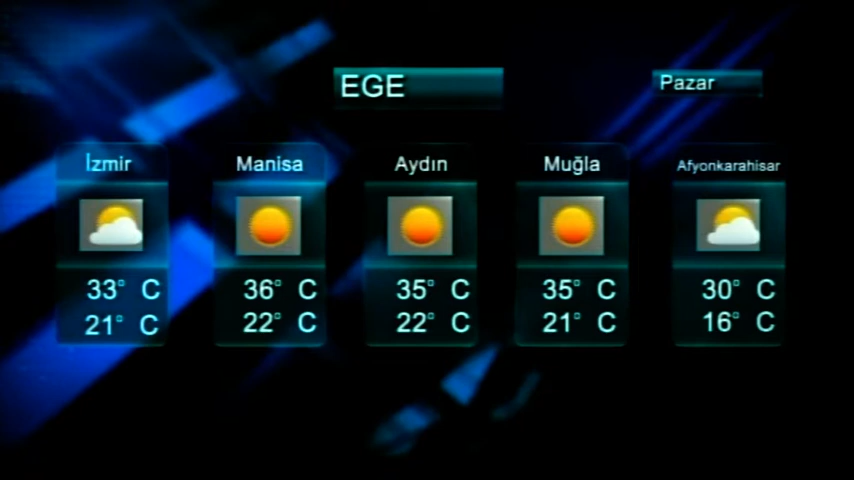 EGE
Pazar
İzmir
33° C
21° C
Manisa
36° C
22° C
Aydın
35° C
22° C
Muğla
35° C
21° C
Afyonkarahisar
30° C
16° C